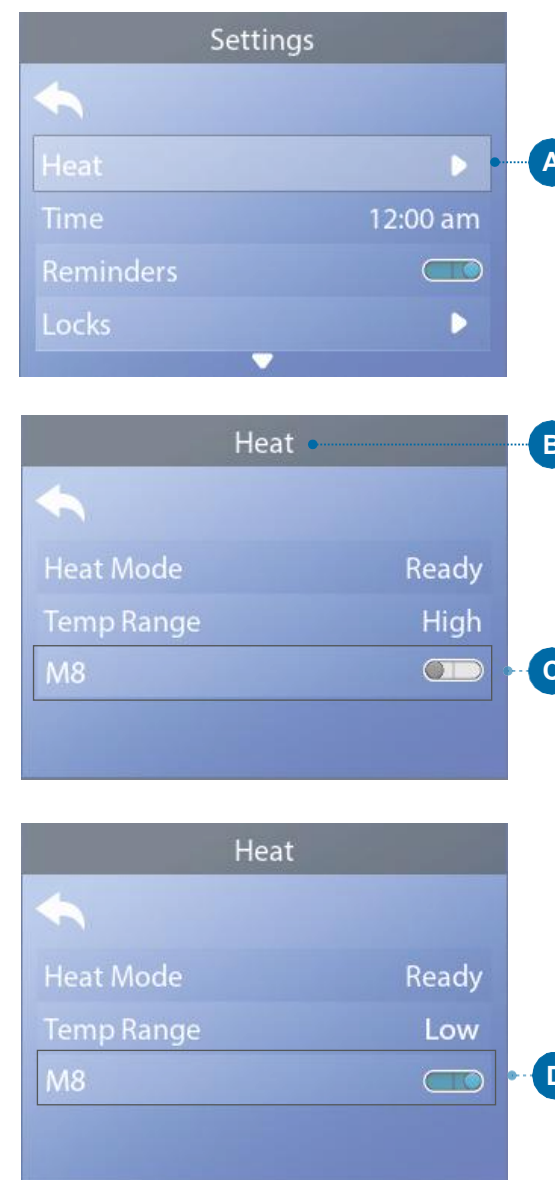 Settings
Heat
A
Time 12:00 am
Reminders
Locks
Heat
B
Heat Mode Ready
Temp Range High
M8
C
Heat
Heat Mode Ready
Temp Range Low
M8
D